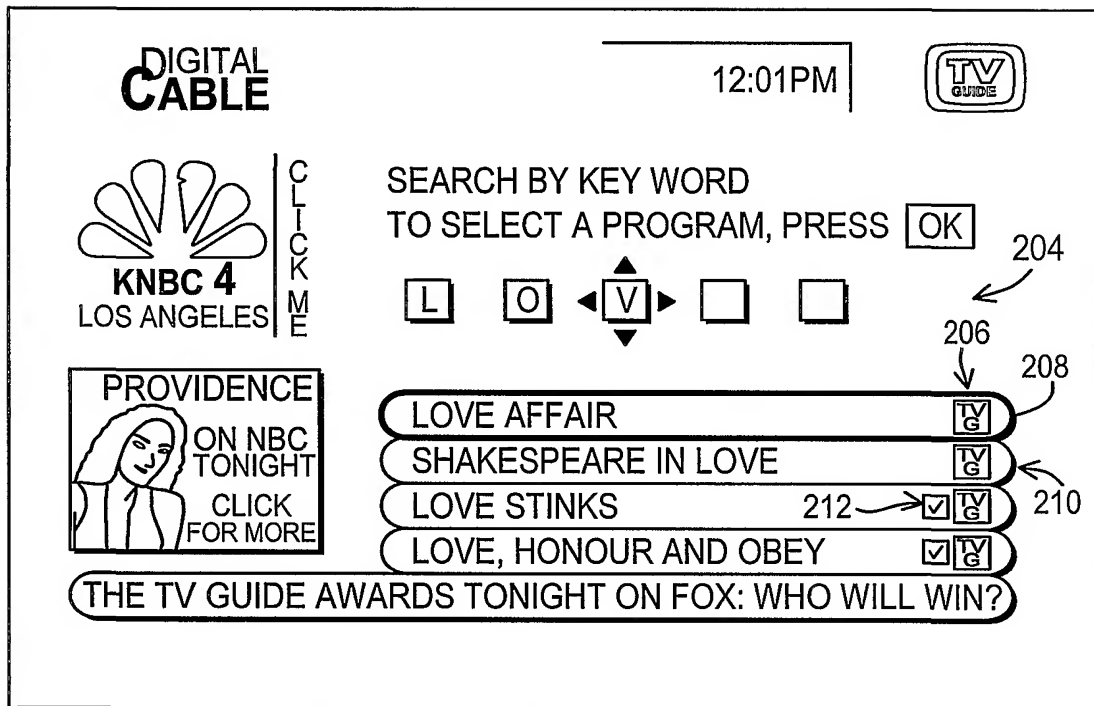 DIGITAL
CABLE
12:01PM
TV
GUIDE
KNBC 4
LOS ANGELES
CLICK ME
SEARCH BY KEY WORD
TO SELECT A PROGRAM, PRESS OK
L O V
204
206
208
PROVIDENCE
ON NBC
TONIGHT
CLICK
FOR MORE
LOVE AFFAIR TV G
SHAKESPEARE IN LOVE TV G
210
LOVE STINKS 212 TV G
LOVE, HONOUR AND OBEY TV G
THE TV GUIDE AWARDS TONIGHT ON FOX: WHO WILL WIN?